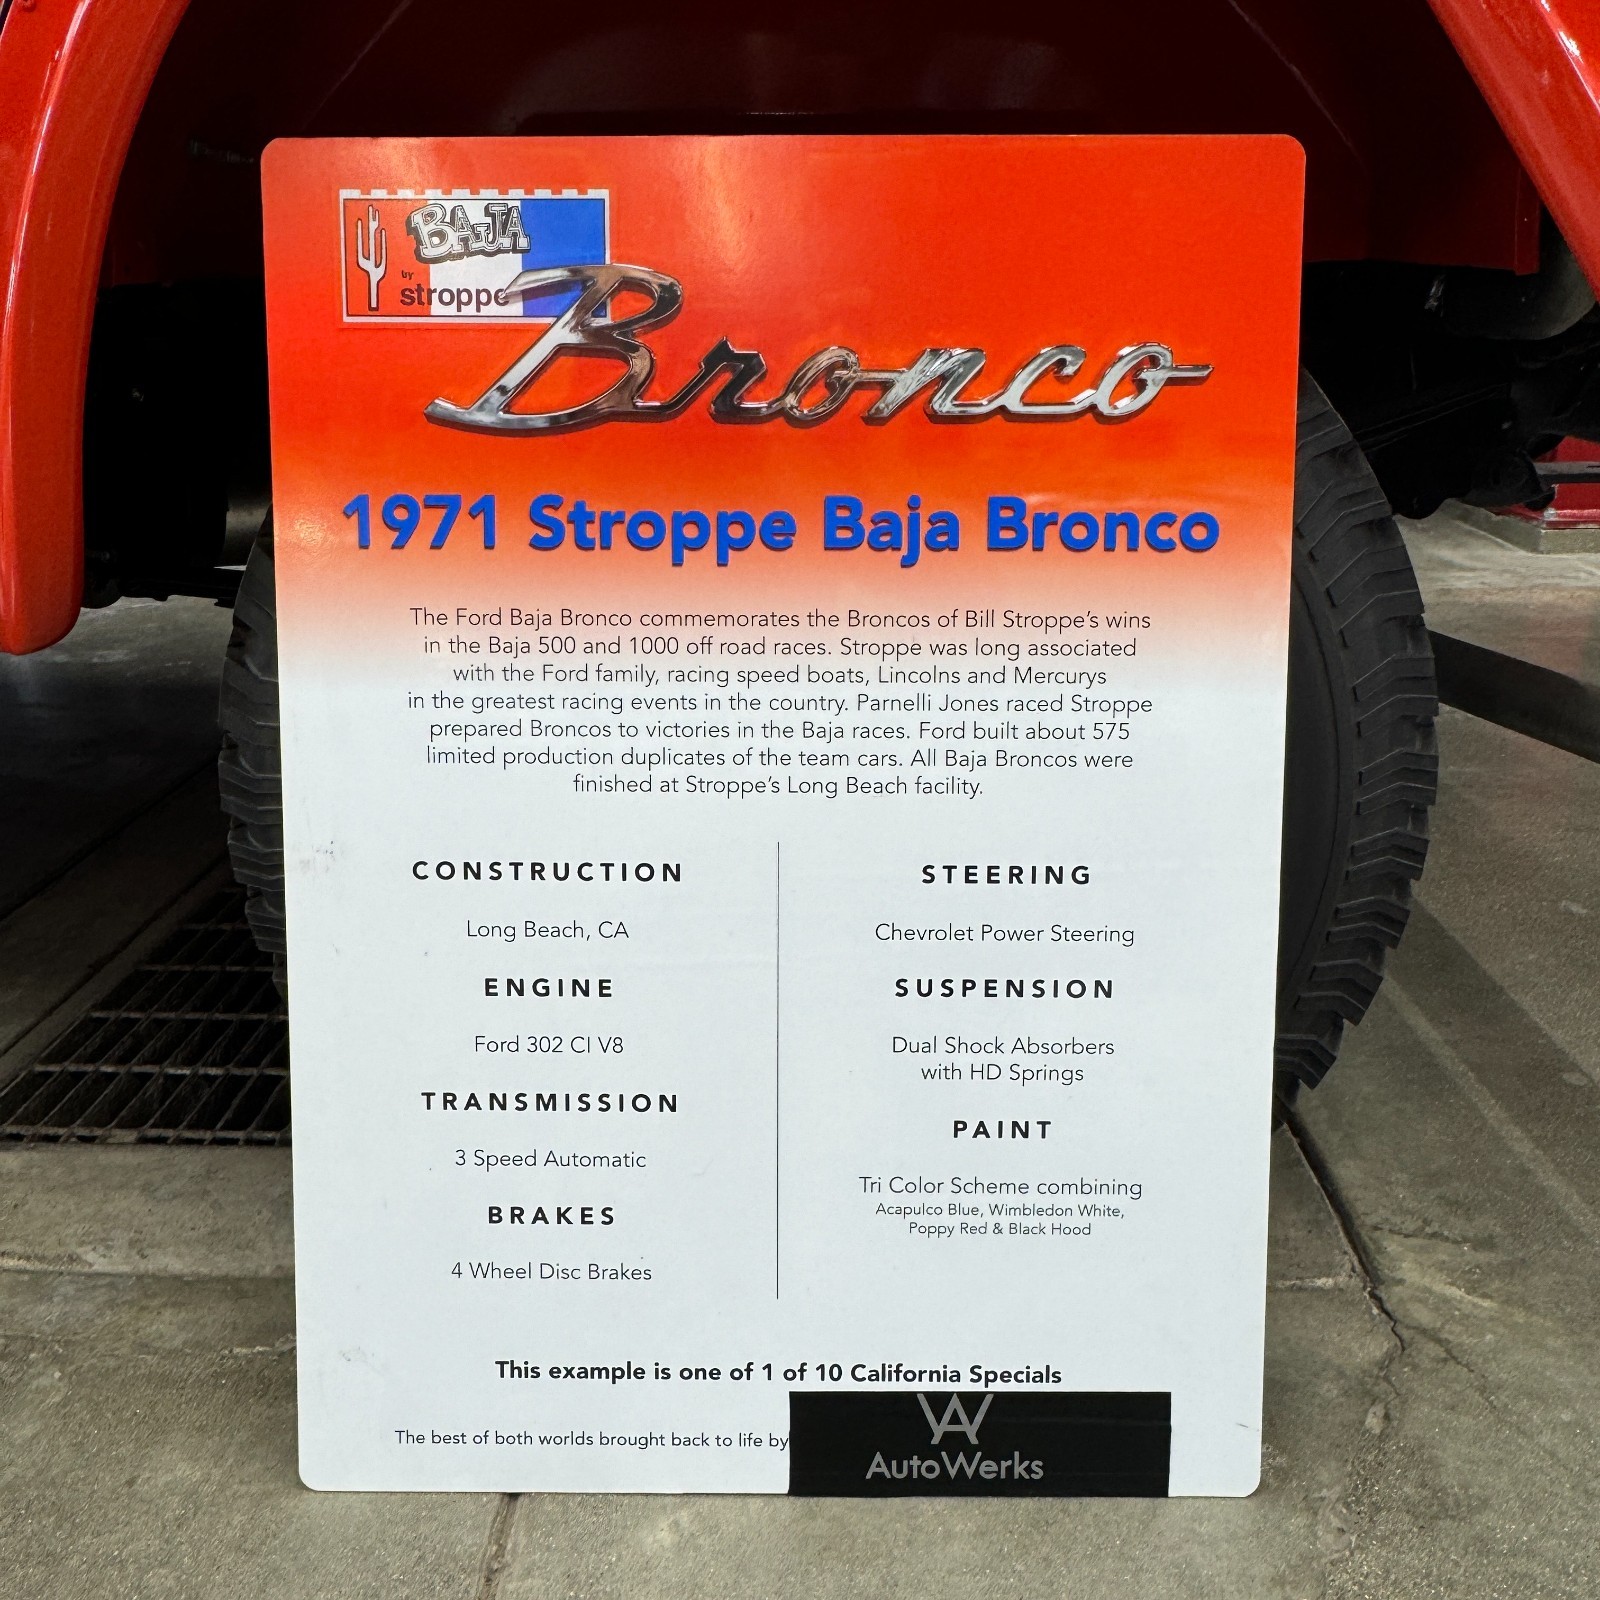 BAJA
by
stroppe
Bronco
1971 Stroppe Baja Bronco
The Ford Baja Bronco commemorates the Broncos of Bill Stroppe's wins
in the Baja 500 and 1000 off road races. Stroppe was long associated
with the Ford family, racing speed boats, Lincolns and Mercurys
in the greatest racing events in the country. Parnelli Jones raced Stroppe
prepared Broncos to victories in the Baja races. Ford built about 575
limited production duplicates of the team cars. All Baja Broncos were
finished at Stroppe's Long Beach facility.
CONSTRUCTION
Long Beach, CA
ENGINE
Ford 302 CI V8
TRANSMISSION
3 Speed Automatic
BRAKES
4 Wheel Disc Brakes
STEERING
Chevrolet Power Steering
SUSPENSION
Dual Shock Absorbers
with HD Springs
PAINT
Tri Color Scheme combining
Acapulco Blue, Wimbledon White,
Poppy Red & Black Hood
This example is one of 1 of 10 California Specials
The best of both worlds brought back to life by
AW
AutoWerks